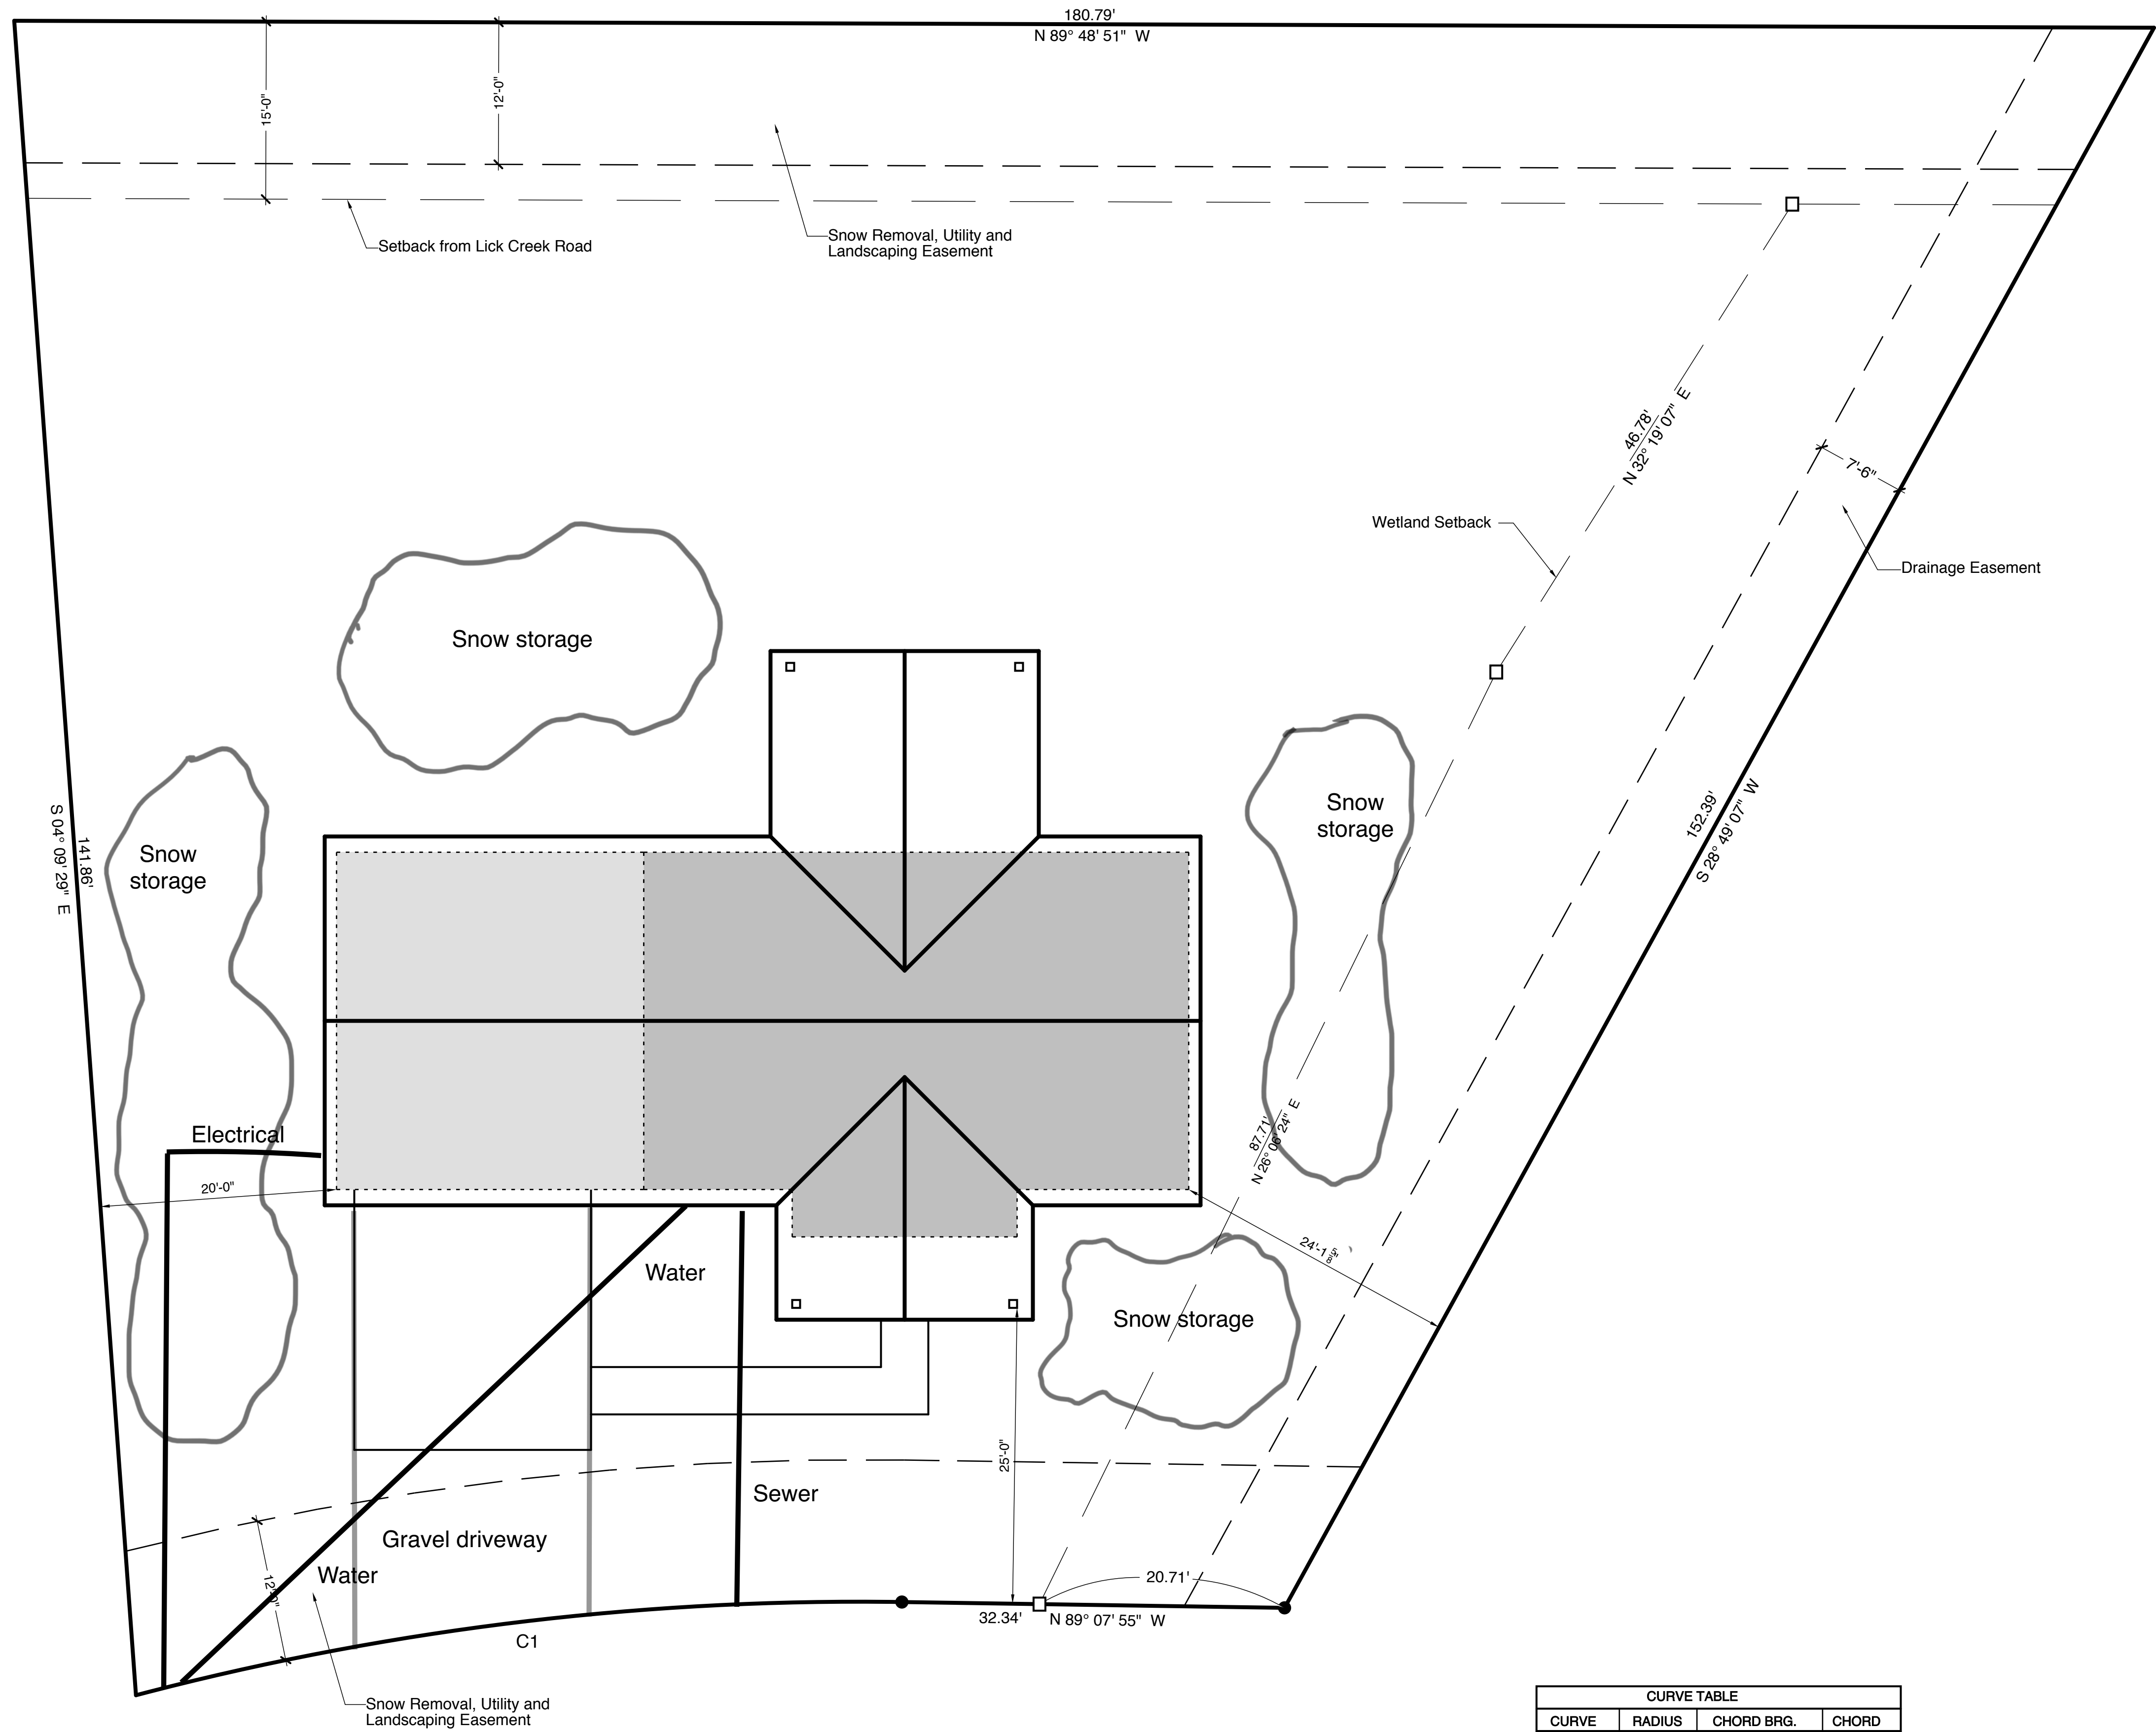 180.79'
N 89° 48' 51" W
15'-0"
12'-0"
Setback from Lick Creek Road
Snow Removal, Utility and
Landscaping Easement
46.78'
N 32° 19' 07" E
7'-6"
Wetland Setback
Drainage Easement
Snow storage
Snow
storage
Snow
storage
141.86'
S 04° 09' 29" E
152.39'
S 28° 49' 07" W
Electrical
20'-0"
87.71'
N 26° 06' 24" E
24'-1 5/8"
Water
Snow storage
25'-0"
Sewer
Gravel driveway
Water
12'-0"
20.71'
32.34'
N 89° 07' 55" W
C1
Snow Removal, Utility and
Landscaping Easement
CURVE TABLE
CURVE RADIUS CHORD BRG. CHORD